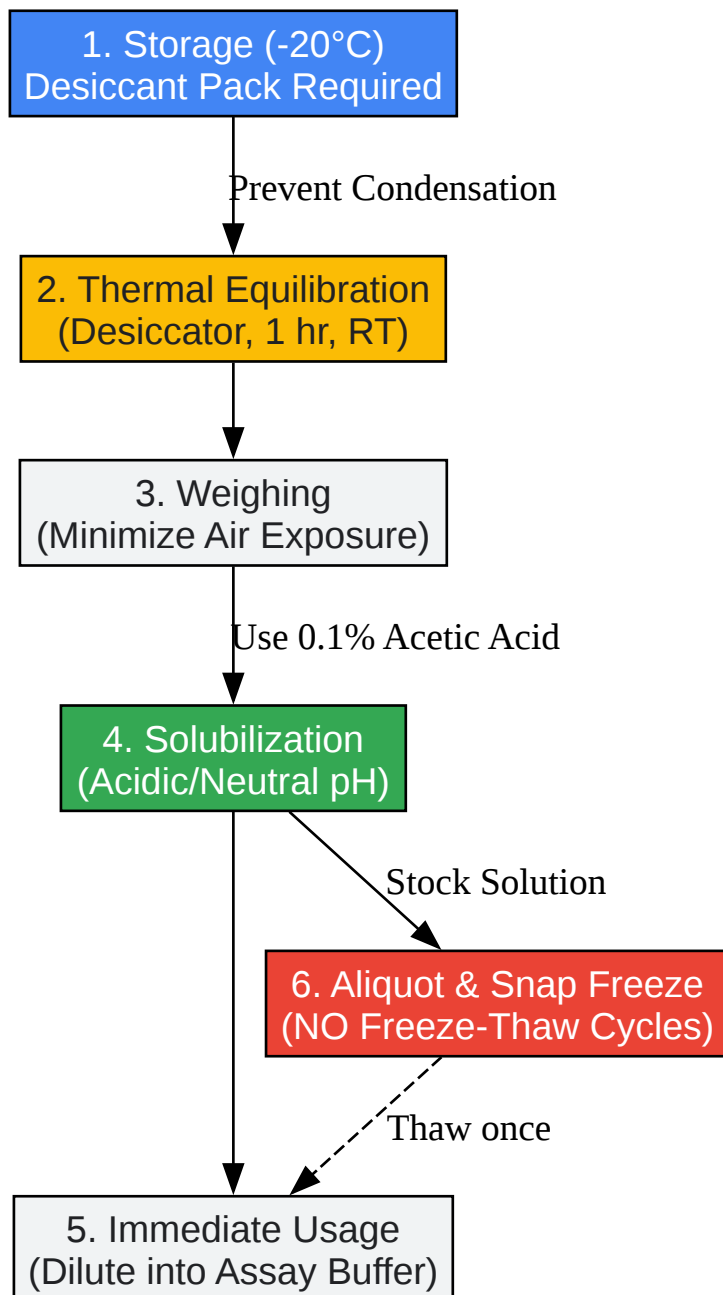 1. Storage (-20°C)
Desiccant Pack Required
Prevent Condensation
2. Thermal Equilibration
(Desiccator, 1 hr, RT)
3. Weighing
(Minimize Air Exposure)
Use 0.1% Acetic Acid
4. Solubilization
(Acidic/Neutral pH)
Stock Solution
6. Aliquot & Snap Freeze
(NO Freeze-Thaw Cycles)
Thaw once
5. Immediate Usage
(Dilute into Assay Buffer)